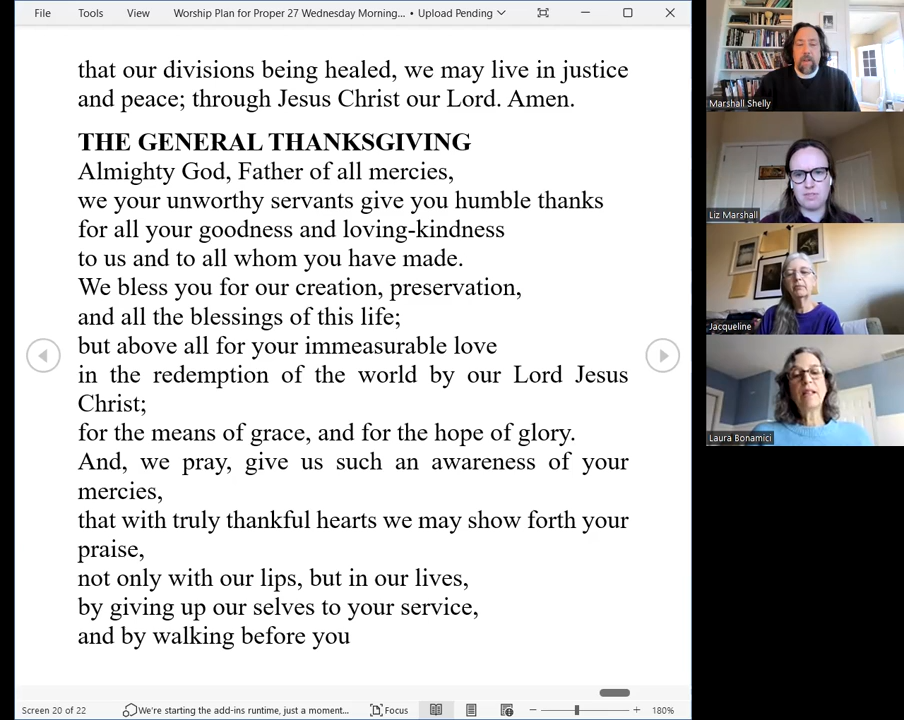 File Tools View Worship Plan for Proper 27 Wednesday Morning... • Upload Pending
that our divisions being healed, we may live in justice
and peace; through Jesus Christ our Lord. Amen.
THE GENERAL THANKSGIVING
Almighty God, Father of all mercies,
we your unworthy servants give you humble thanks
for all your goodness and loving-kindness
to us and to all whom you have made.
We bless you for our creation, preservation,
and all the blessings of this life;
but above all for your immeasurable love
in the redemption of the world by our Lord Jesus
Christ;
for the means of grace, and for the hope of glory.
And, we pray, give us such an awareness of your
mercies,
that with truly thankful hearts we may show forth your
praise,
not only with our lips, but in our lives,
by giving up our selves to your service,
and by walking before you
Screen 20 of 22 We're starting the add-ins runtime, just a moment... Focus 180%
Marshall Shelly
Liz Marshall
Jacqueline
Laura Bonamici